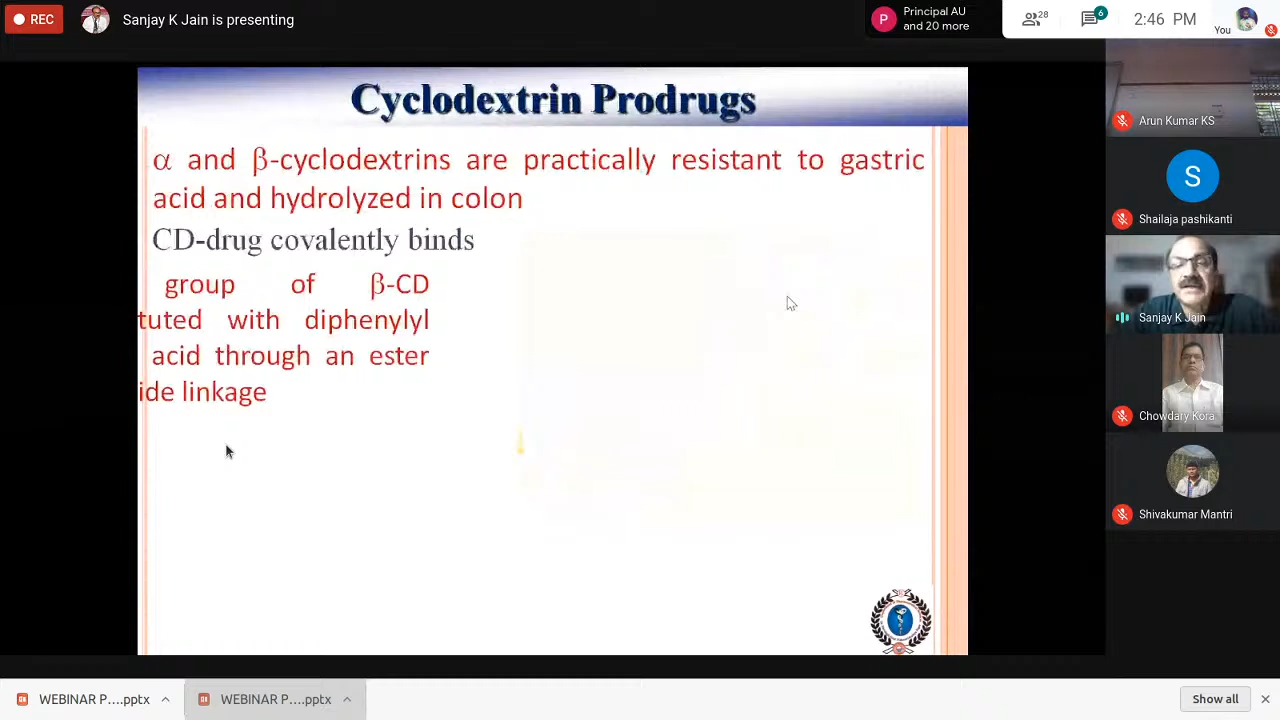 REC
Sanjay K Jain is presenting
P
Principal AU
and 20 more
28
6
2:46 PM
You
Cyclodextrin Prodrugs
α and β-cyclodextrins are practically resistant to gastric
acid and hydrolyzed in colon
CD-drug covalently binds
group of β-CD
tuted with diphenylyl
acid through an ester
ide linkage
Arun Kumar KS
S
Shailaja pashikanti
Sanjay K Jain
Chowdary Kora
Shivakumar Mantri
WEBINAR P....pptx
WEBINAR P....pptx
Show all